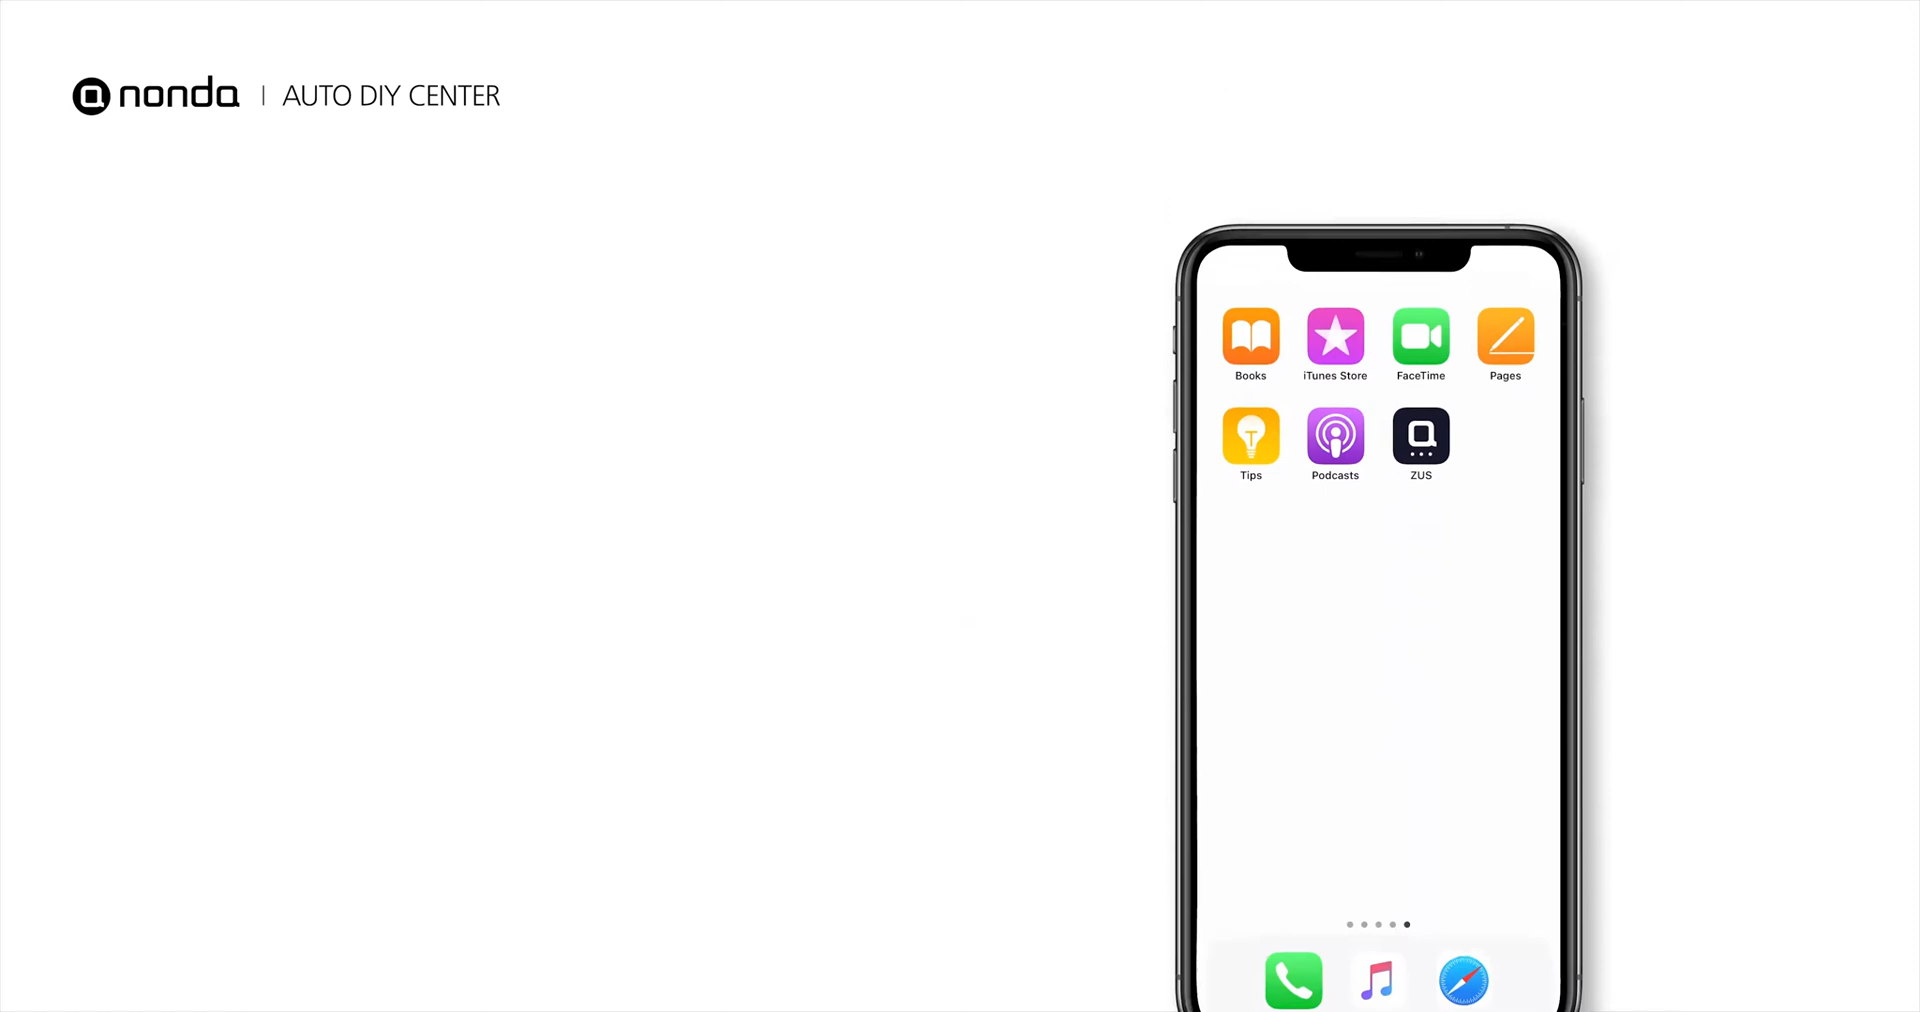 nonda | AUTO DIY CENTER
Books iTunes Store FaceTime Pages
Tips Podcasts ZUS